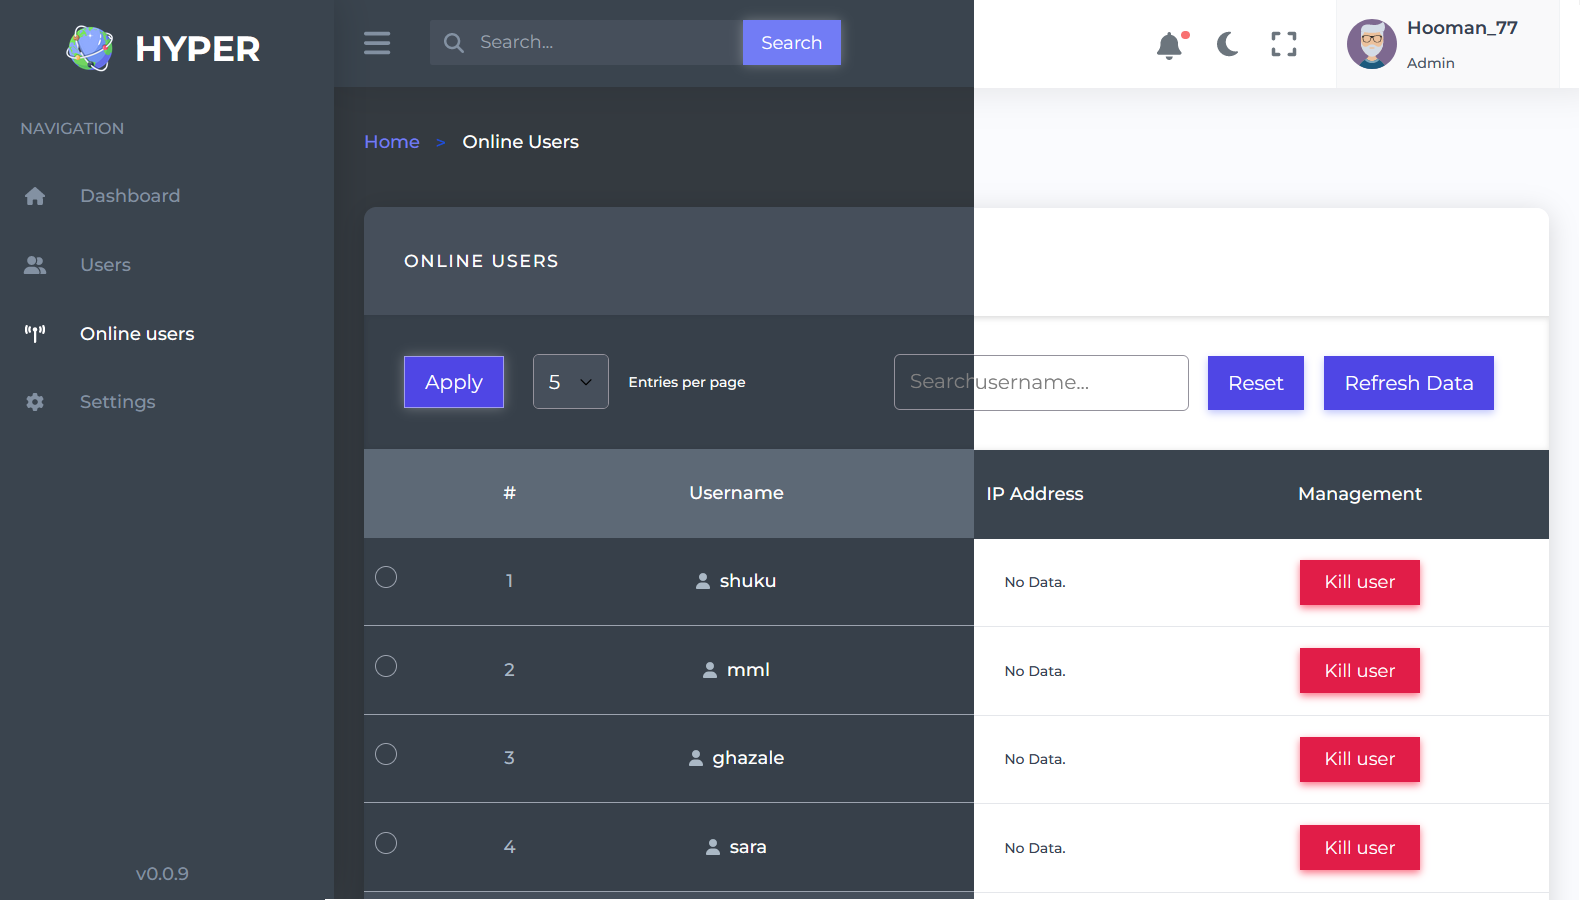 HYPER
Search...
Search
Hooman_77
Admin
NAVIGATION
Dashboard
Users
Online users
Settings
v0.0.9
Home > Online Users
ONLINE USERS
Apply
5
Entries per page
Search username...
Reset
Refresh Data
# Username IP Address Management
1 shuku No Data. Kill user
2 mml No Data. Kill user
3 ghazale No Data. Kill user
4 sara No Data. Kill user